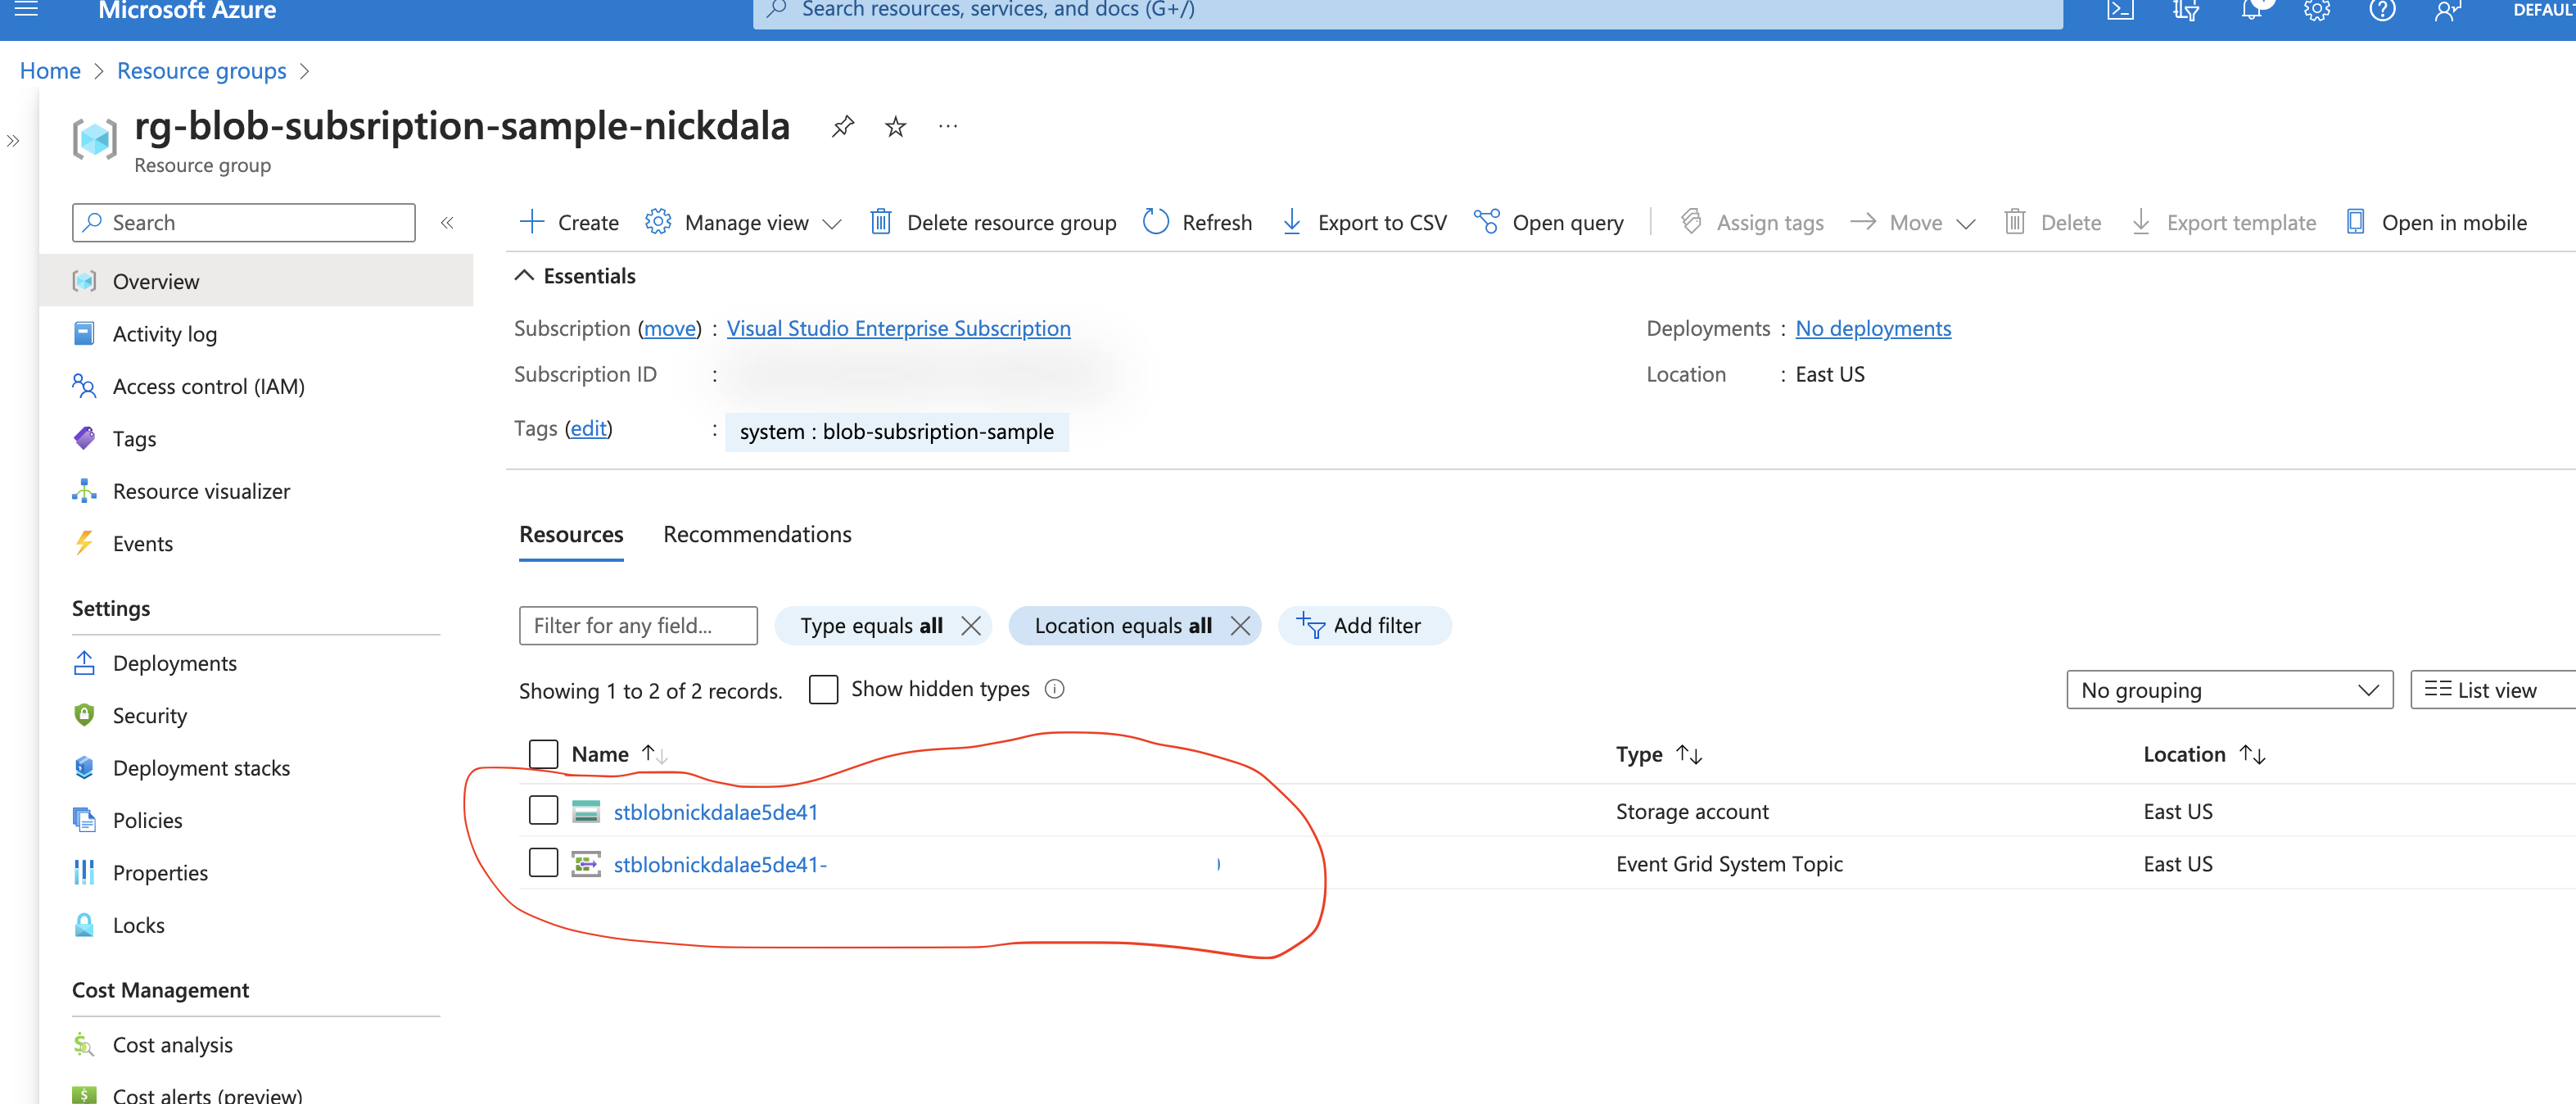 Microsoft Azure
Search resources, services, and docs (G+/)
Home > Resource groups >
rg-blob-subsription-sample-nickdala
Resource group
Search
Create
Manage view
Delete resource group
Refresh
Export to CSV
Open query
Assign tags
Move
Delete
Export template
Open in mobile
Overview
Activity log
Access control (IAM)
Tags
Resource visualizer
Events
Settings
Deployments
Security
Deployment stacks
Policies
Properties
Locks
Cost Management
Cost analysis
Cost alerts (preview)
Essentials
Subscription (move) : Visual Studio Enterprise Subscription
Subscription ID :
Tags (edit) : system : blob-subsription-sample
Deployments : No deployments
Location : East US
Resources
Recommendations
Filter for any field...
Type equals all
Location equals all
Add filter
Showing 1 to 2 of 2 records.
Show hidden types
No grouping
List view
Name
Type
Location
stblobnickdalae5de41
Storage account
East US
stblobnickdalae5de41-
Event Grid System Topic
East US